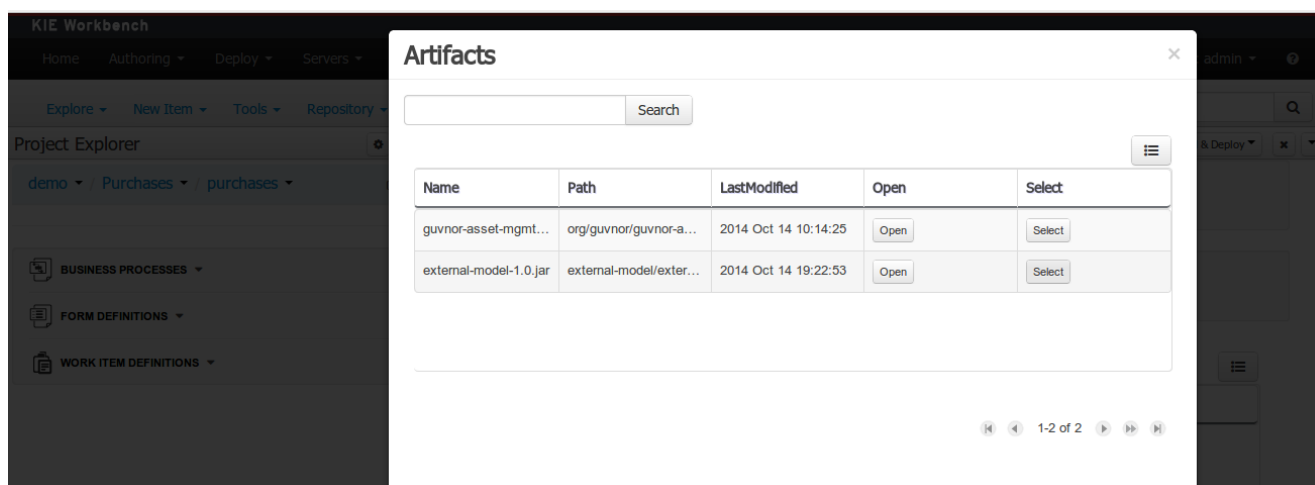 KIE Workbench
Home Authoring Deploy Servers admin
Artifacts
Explore New Item Tools Repository
Search
Project Explorer & Deploy
demo / Purchases / purchases
Name Path LastModified Open Select
guvnor-asset-mgmt... org/guvnor/guvnor-a... 2014 Oct 14 10:14:25 Open Select
external-model-1.0.jar external-model/exter... 2014 Oct 14 19:22:53 Open Select
BUSINESS PROCESSES
FORM DEFINITIONS
WORK ITEM DEFINITIONS
1-2 of 2